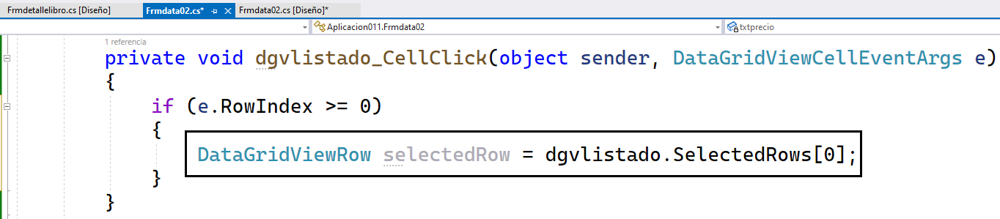 Frmdetallelibro.cs [Diseño]
Frmdata02.cs*
Frmdata02.cs [Diseño]*
Aplicacion011.Frmdata02
txtprecio
1 referencia
private void dgvlistado_CellClick(object sender, DataGridViewCellEventArgs e)
{
if (e.RowIndex >= 0)
{
DataGridViewRow selectedRow = dgvlistado.SelectedRows[0];
}
}